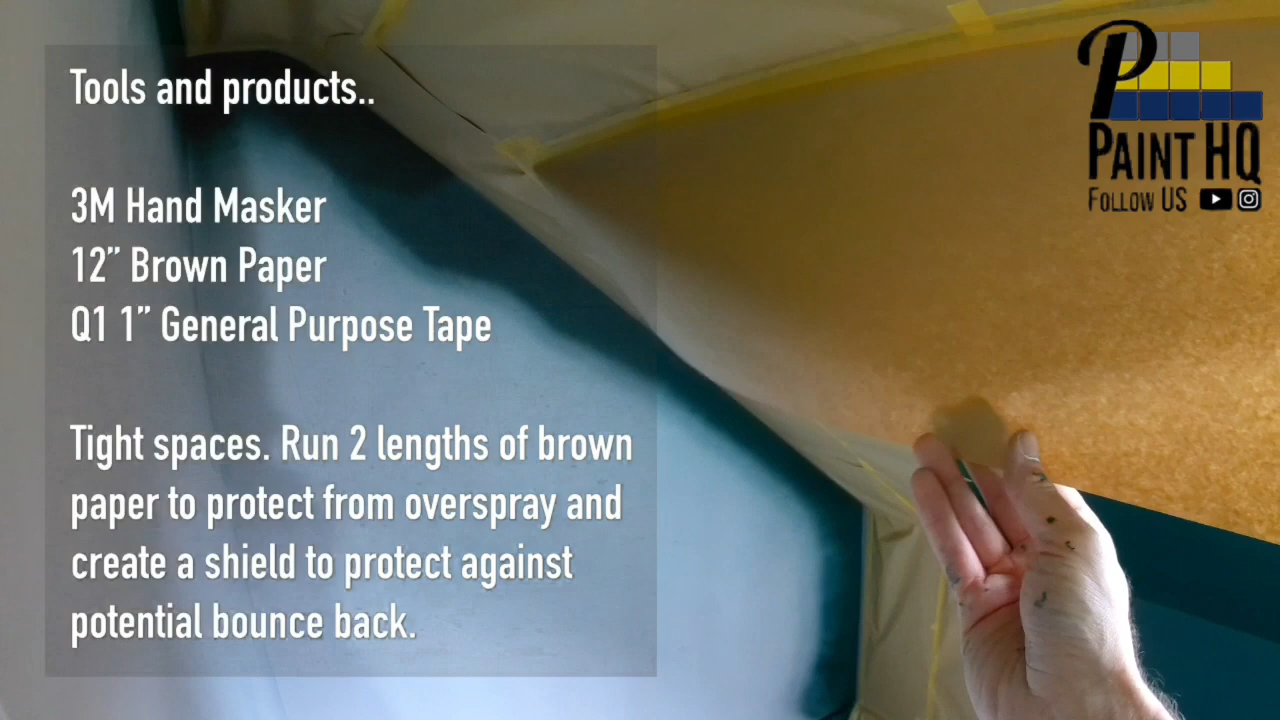 Tools and products..
3M Hand Masker
12” Brown Paper
Q1 1” General Purpose Tape
Tight spaces. Run 2 lengths of brown
paper to protect from overspray and
create a shield to protect against
potential bounce back.
P
PAINT HQ
FOLLOW US